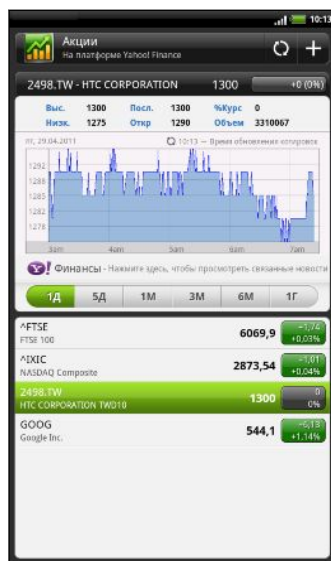 10:13
Акции
На платформе Yahoo! Finance
2498.TW - HTC CORPORATION 1300 +0 (0%)
Выс. 1300 Посл. 1300 %Курс 0
Низк. 1275 Откр 1290 Объем 3310067
пт, 29.04.2011 10:13 — Время обновления котировок
1292
1288
1285
1282
1278
3am 4am 5am 6am 7am
Y! Финансы - Нажмите здесь, чтобы просмотреть связанные новости
1Д 5Д 1М 3М 6М 1Г
^FTSE 6069,9 +1,74
FTSE 100 +0,03%
^IXIC 2873,54 +1,01
NASDAQ Composite +0,04%
2498.TW 1300 0
HTC CORPORATION TWD10 0%
GOOG 544,1 +6,13
Google Inc. +1,14%